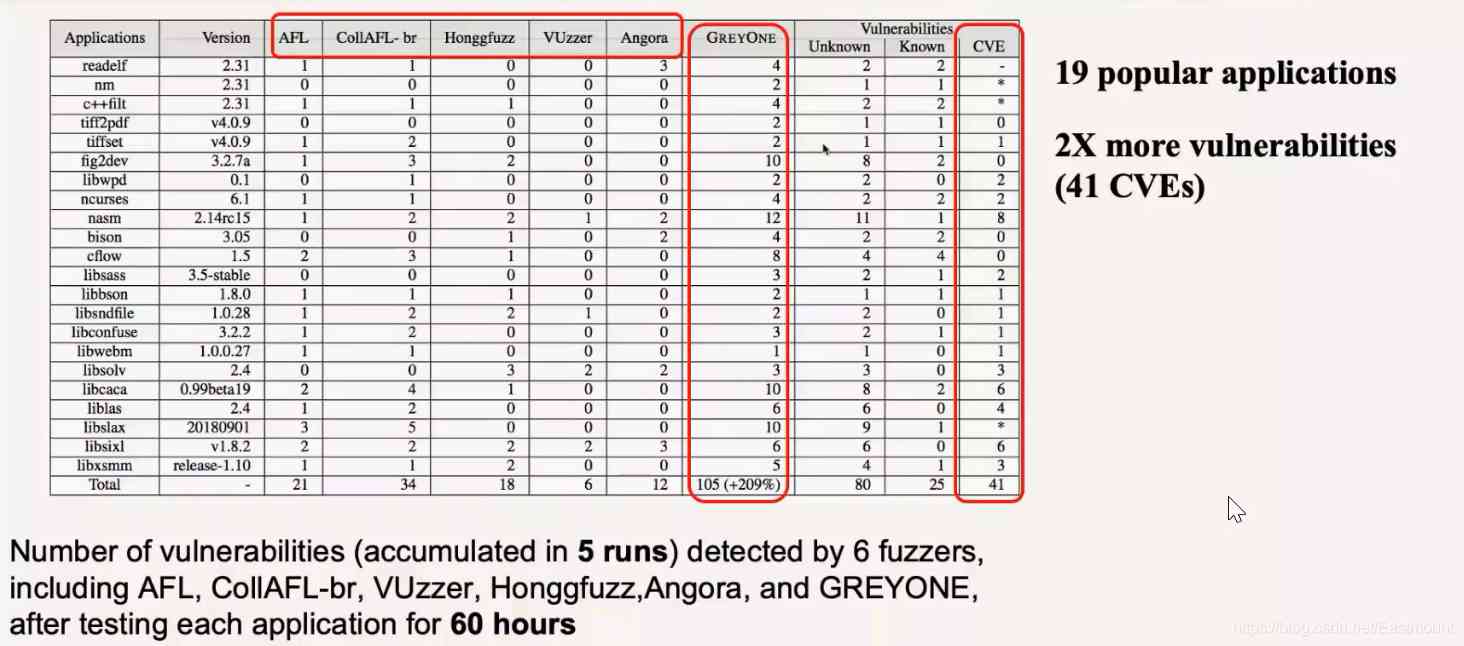 Applications Version AFL CollAFL- br Honggfuzz VUzzer Angora GREYONE Vulnerabilities
Unknown Known CVE
readelf 2.31 1 1 0 0 3 4 2 2 -
nm 2.31 0 0 0 0 0 2 1 1 *
c++filt 2.31 1 1 1 0 0 4 2 2 *
tiff2pdf v4.0.9 0 0 0 0 0 2 1 1 0
tiffset v4.0.9 1 2 0 0 0 2 1 1 1
fig2dev 3.2.7a 1 3 2 0 0 10 8 2 0
libwpd 0.1 0 1 0 0 0 2 2 0 2
ncurses 6.1 1 1 0 0 0 4 2 2 2
nasm 2.14rc15 1 2 2 1 2 12 11 1 8
bison 3.05 0 0 1 0 2 4 2 2 0
cflow 1.5 2 3 1 0 0 8 4 4 0
libsass 3.5-stable 0 0 0 0 0 3 2 1 2
libbson 1.8.0 1 1 1 0 0 2 1 1 1
libsndfile 1.0.28 1 2 2 1 0 2 2 0 1
libconfuse 3.2.2 1 2 0 0 0 3 2 1 1
libwebm 1.0.0.27 1 1 0 0 0 1 1 0 1
libsolv 2.4 0 0 3 2 2 3 3 0 3
libcaca 0.99beta19 2 4 1 0 0 10 8 2 6
liblas 2.4 1 2 0 0 0 6 6 0 4
libslax 20180901 3 5 0 0 0 10 9 1 *
libsixl v1.8.2 2 2 2 2 3 6 6 0 6
libxsmm release-1.10 1 1 2 0 0 5 4 1 3
Total - 21 34 18 6 12 105 (+209%) 80 25 41
19 popular applications
2X more vulnerabilities
(41 CVEs)
Number of vulnerabilities (accumulated in 5 runs) detected by 6 fuzzers,
including AFL, CollAFL-br, VUzzer, Honggfuzz,Angora, and GREYONE,
after testing each application for 60 hours
https://blog.csdn.net/Eastmount